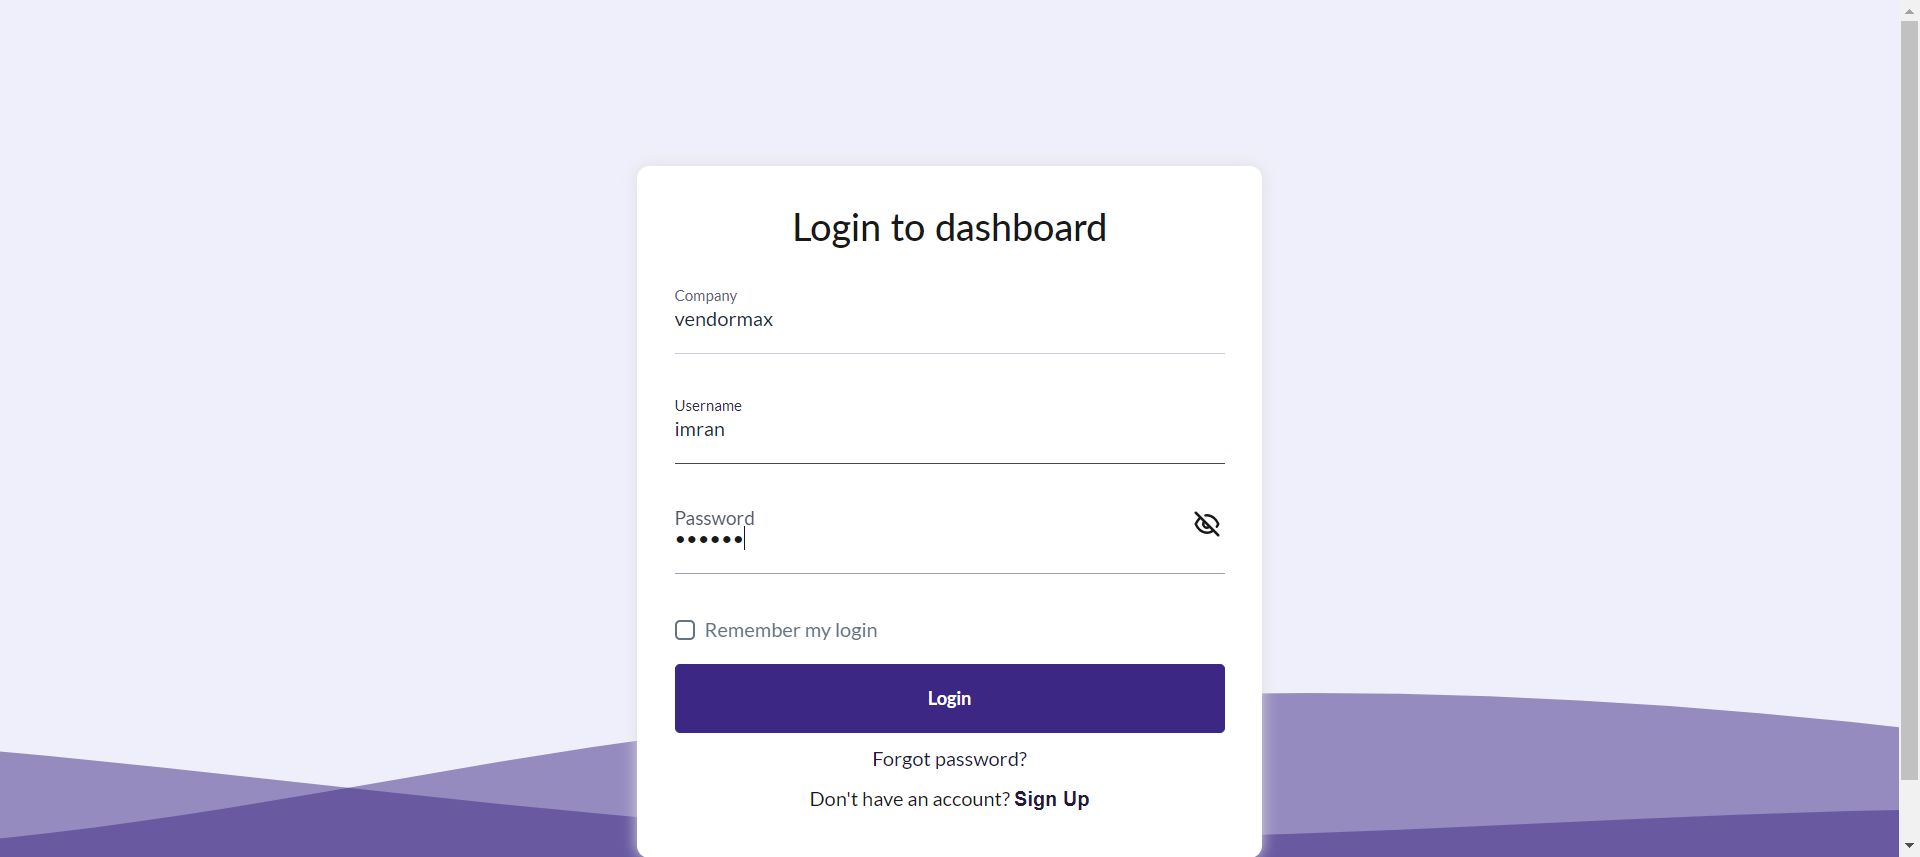 Login to dashboard
Company
vendormax
Username
imran
Password
••••••
Remember my login
Login
Forgot password?
Don't have an account? Sign Up